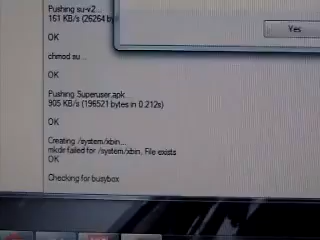 Pushing su-v2...
161 KB/s (26264 by
Yes
OK
chmod su...
OK
Pushing Superuser.apk...
905 KB/s (196521 bytes in 0.212s)
OK
Creating /system/xbin...
mkdir failed for /system/xbin, File exists
OK
Checking for busybox